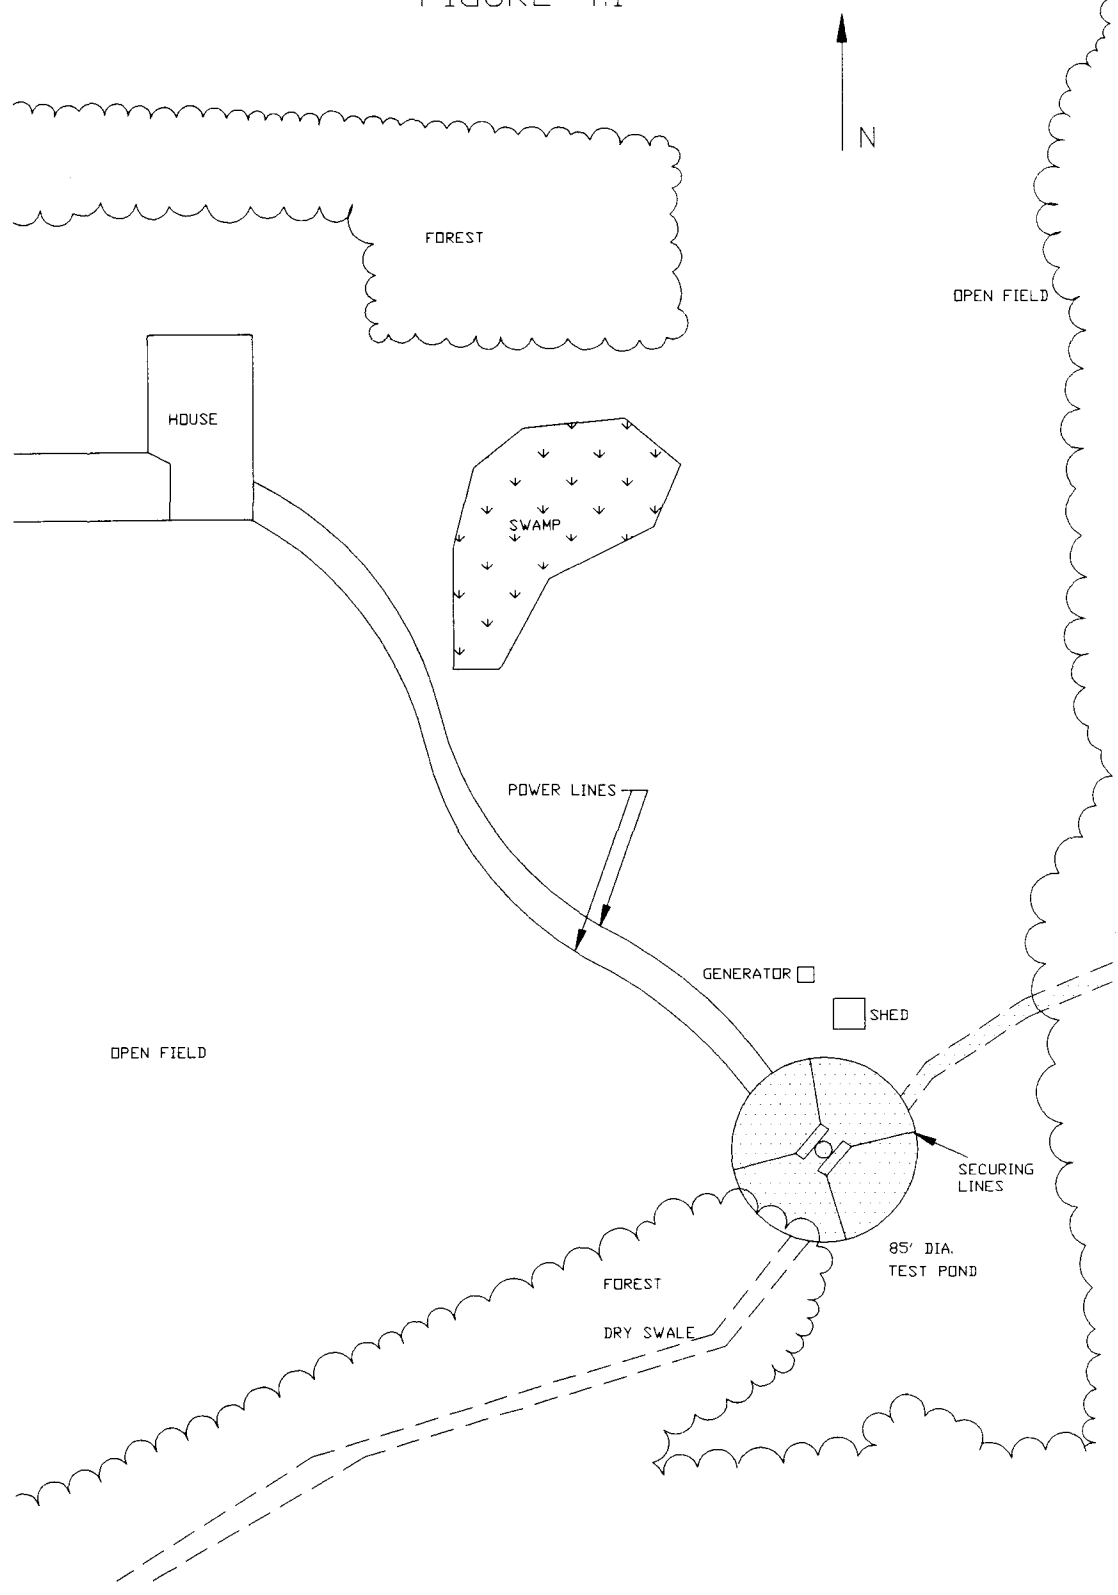 FIGURE 4.1
N
FOREST
OPEN FIELD
HOUSE
SWAMP
POWER LINES
GENERATOR
SHED
OPEN FIELD
SECURING
LINES
85' DIA.
TEST POND
FOREST
DRY SWALE